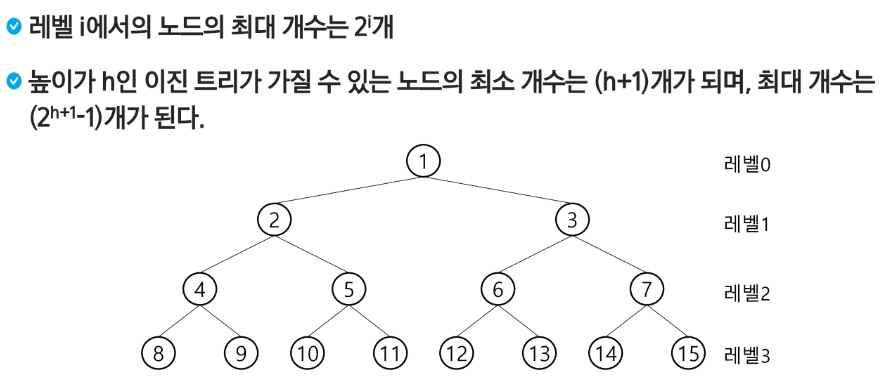 레벨 i에서의 노드의 최대 개수는 2ⁱ개
높이가 h인 이진 트리가 가질 수 있는 노드의 최소 개수는 (h+1)개가 되며, 최대 개수는
(2ʰ⁺¹-1)개가 된다.
1 레벨0
2 3 레벨1
4 5 6 7 레벨2
8 9 10 11 12 13 14 15 레벨3